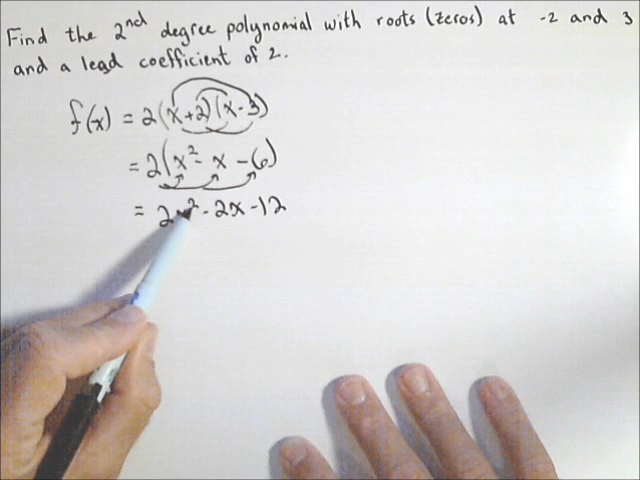 Find the 2nd degree polynomial with roots (zeros) at -2 and 3
and a lead coefficient of 2.
f(x) = 2(x+2)(x-3)
= 2(x² - x - 6)
= 2x² - 2x - 12